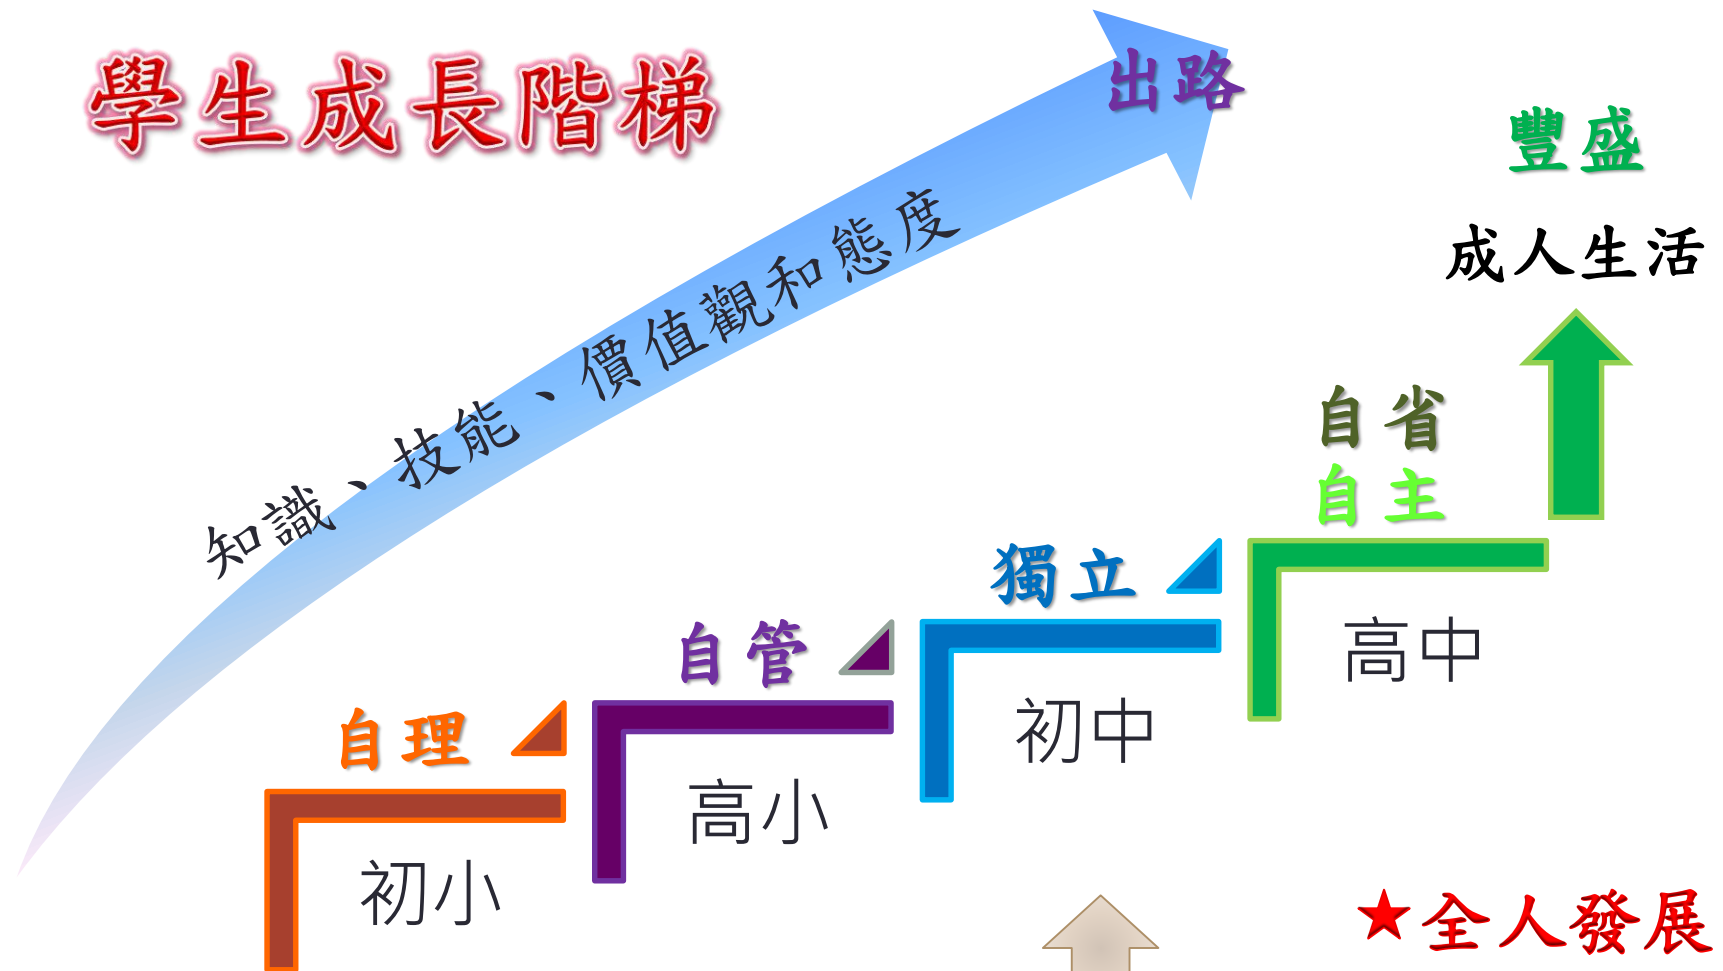 學生成長階梯
出路
知識、技能、價值觀和態度
豐盛
成人生活
自省
自主
高中
獨立
初中
自管
高小
自理
初小
★全人發展